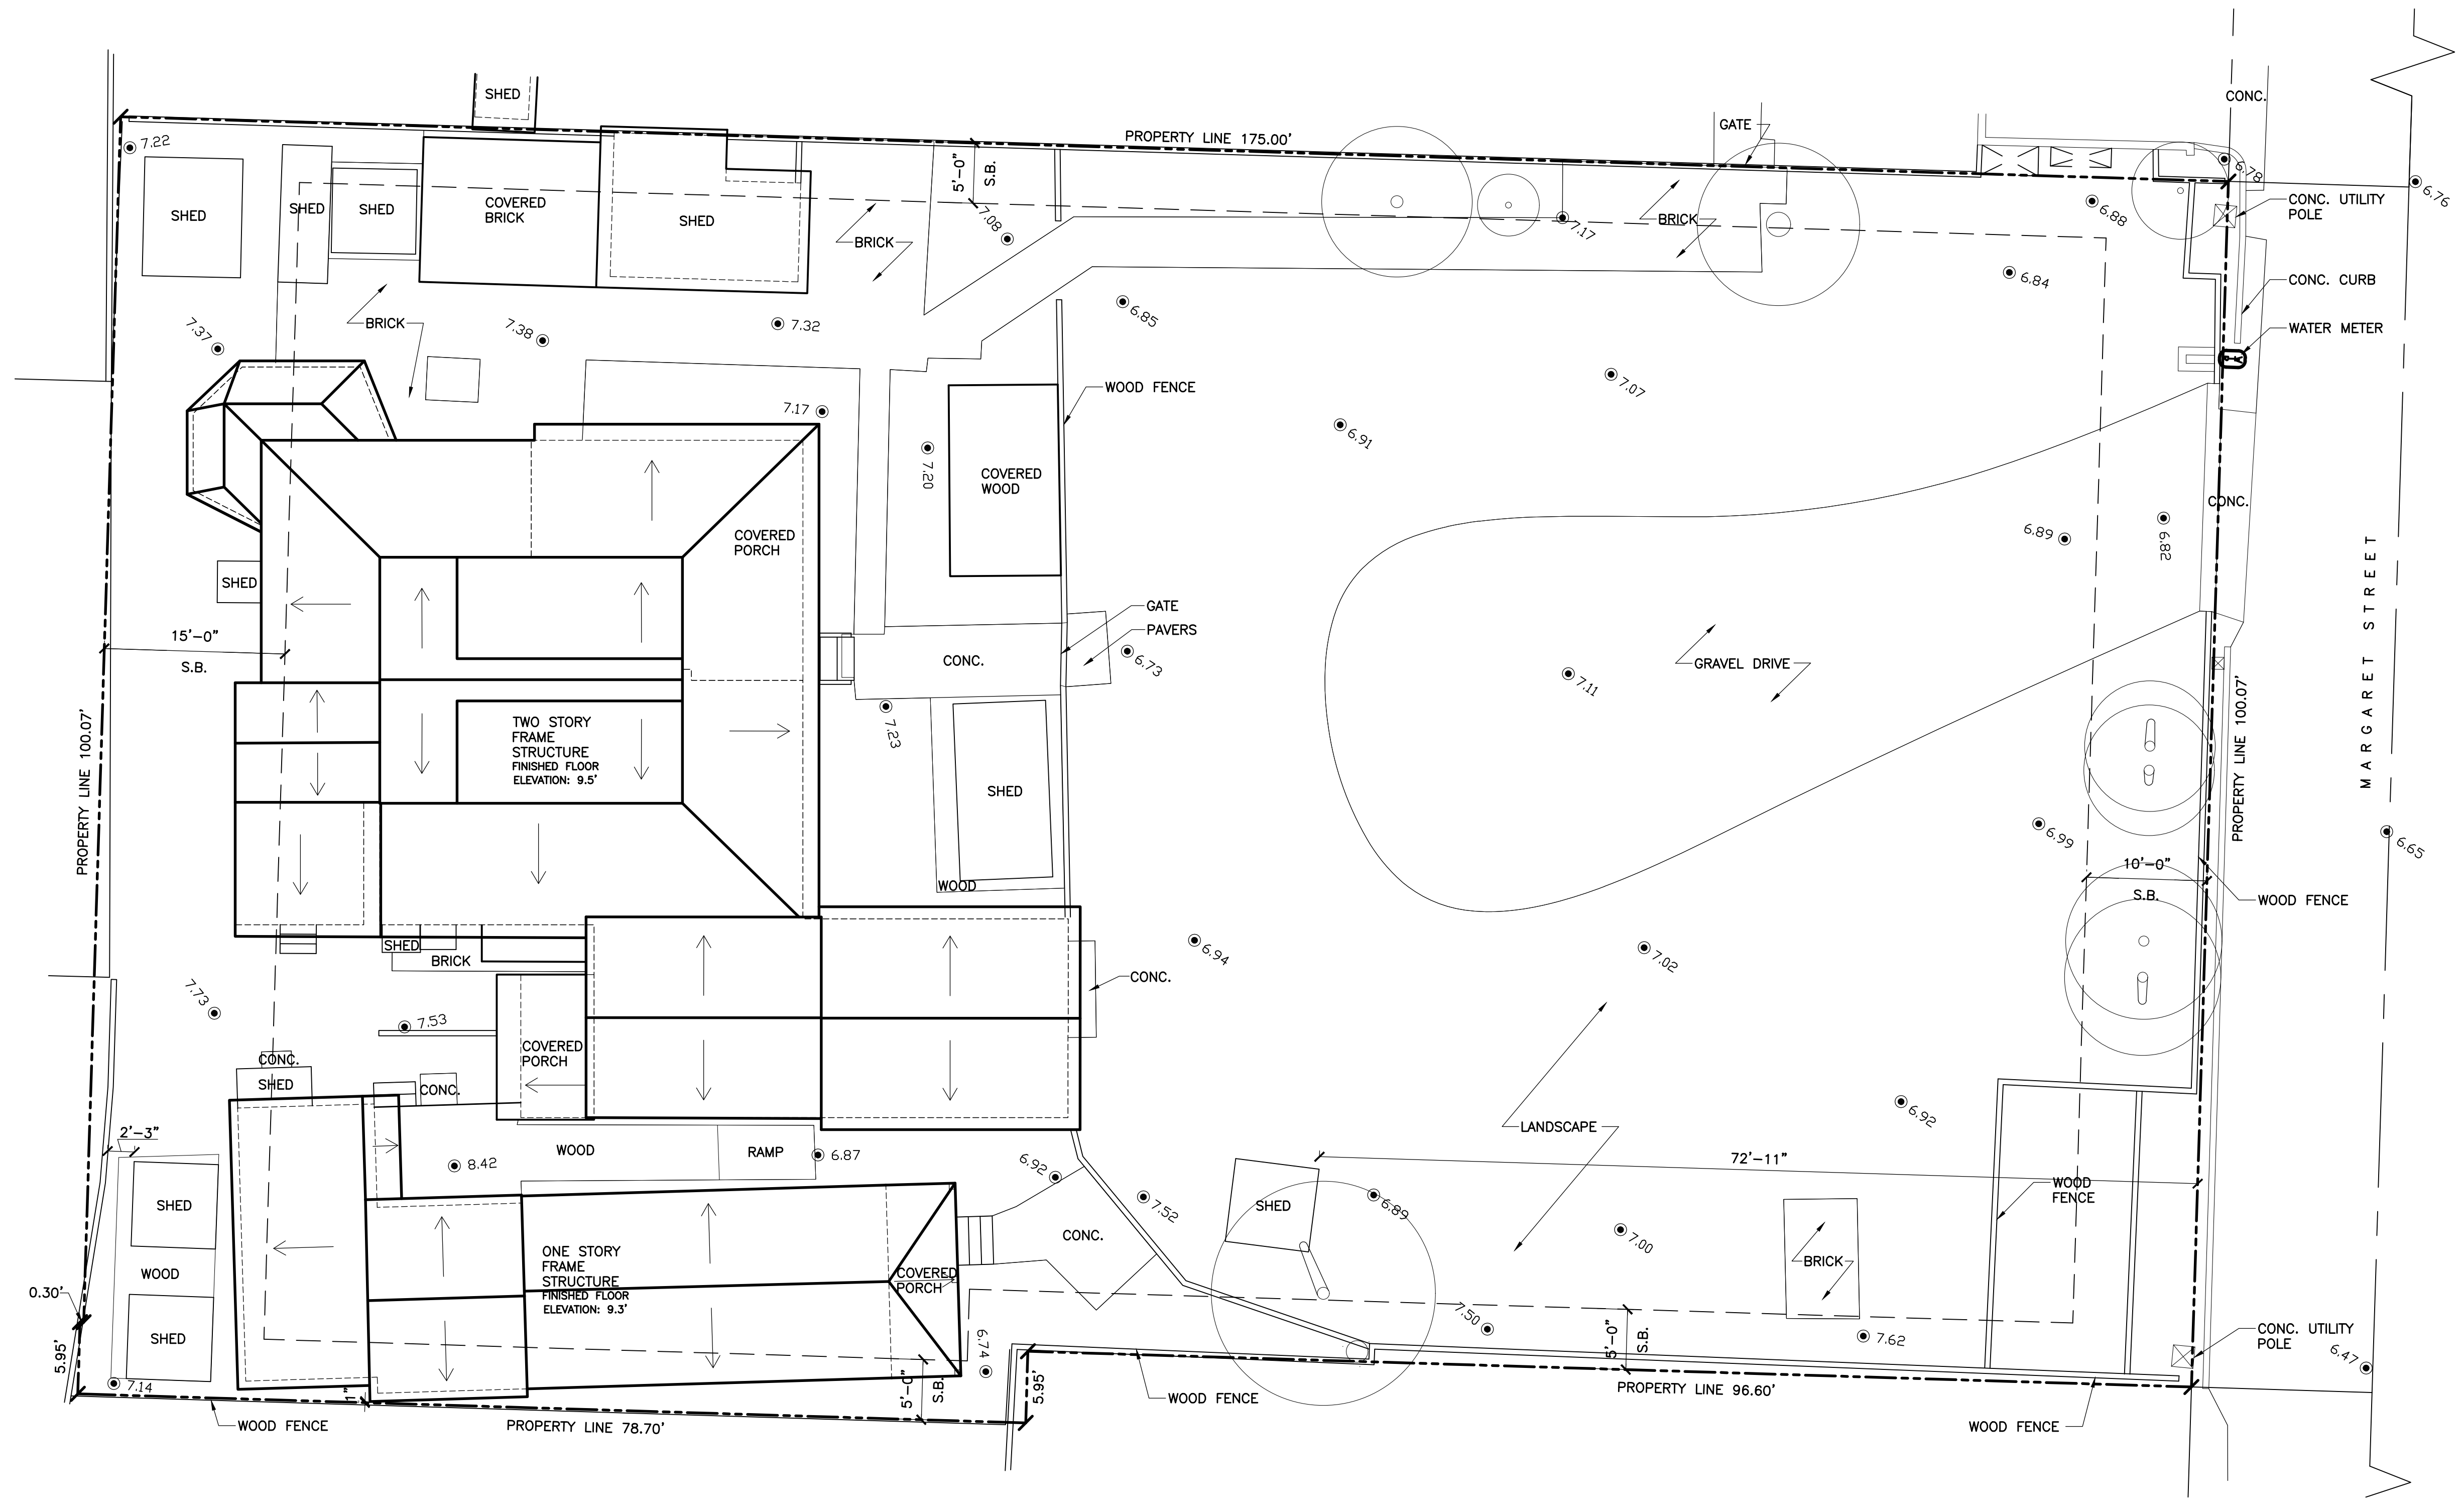 SHED
CONC.
PROPERTY LINE 175.00'
GATE
7.22
SHED
SHED
SHED
COVERED
BRICK
SHED
5'-0"
S.B.
7.08
BRICK
7.17
BRICK
6.88
6.78
6.76
CONC. UTILITY
POLE
6.84
CONC. CURB
WATER METER
7.37
BRICK
7.38
7.32
6.85
7.17
WOOD FENCE
6.91
7.07
7.20
COVERED
WOOD
COVERED
PORCH
CONC.
6.89
6.82
SHED
15'-0"
S.B.
GATE
PAVERS
CONC.
6.73
GRAVEL DRIVE
7.11
MARGARET STREET
PROPERTY LINE 100.07'
PROPERTY LINE 100.07'
TWO STORY
FRAME
STRUCTURE
FINISHED FLOOR
ELEVATION: 9.5'
7.23
SHED
WOOD
6.99
6.65
10'-0"
S.B.
WOOD FENCE
SHED
BRICK
6.94
7.02
CONC.
7.73
7.53
COVERED
PORCH
CONC.
SHED
CONC.
6.92
LANDSCAPE
2'-3"
8.42
WOOD
RAMP
6.87
6.92
7.52
72'-11"
SHED
6.89
WOOD
FENCE
SHED
CONC.
7.00
BRICK
ONE STORY
FRAME
STRUCTURE
FINISHED FLOOR
ELEVATION: 9.3'
COVERED
PORCH
WOOD
0.30'
SHED
5.95'
7.14
1"
6.74
5'-0"
S.B.
5.95'
7.50
5'-0"
S.B.
7.62
CONC. UTILITY
POLE
6.47
WOOD FENCE
PROPERTY LINE 78.70'
WOOD FENCE
PROPERTY LINE 96.60'
WOOD FENCE